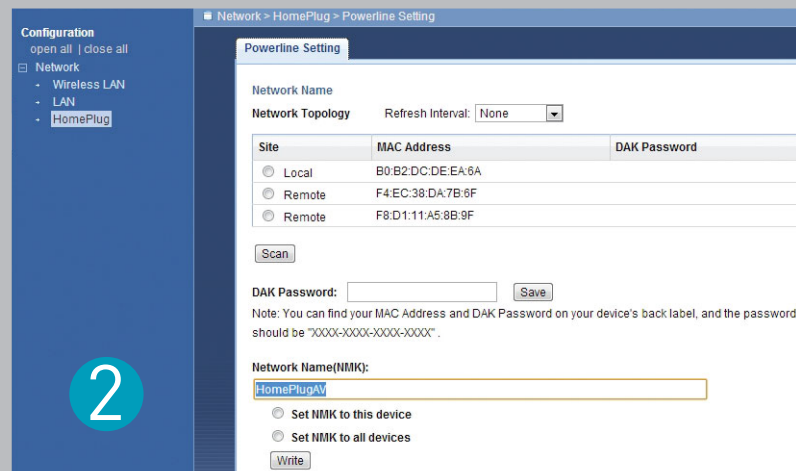 Network > HomePlug > Powerline Setting
Configuration
open all | close all
Network
Wireless LAN
LAN
HomePlug
Powerline Setting
Network Name
Network Topology Refresh Interval: None
Site MAC Address DAK Password
Local B0:B2:DC:DE:EA:6A
Remote F4:EC:38:DA:7B:6F
Remote F8:D1:11:A5:8B:9F
Scan
DAK Password: Save
Note: You can find your MAC Address and DAK Password on your device's back label, and the password
should be "XXXX-XXXX-XXXX-XXXX" .
Network Name(NMK):
HomePlugAV
Set NMK to this device
Set NMK to all devices
Write
2